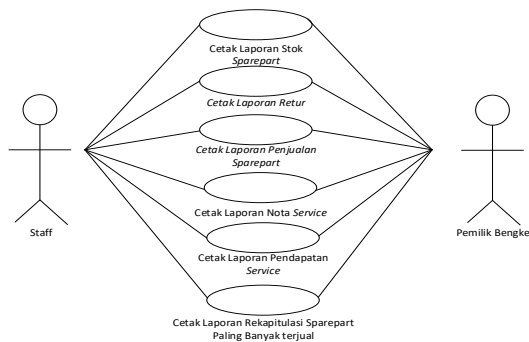 Cetak Laporan Stok
Sparepart
Cetak Laporan Retur
Cetak Laporan Penjualan
Sparepart
Cetak Laporan Nota Service
Cetak Laporan Pendapatan
Service
Cetak Laporan Rekapitulasi Sparepart
Paling Banyak terjual
Staff
Pemilik Bengke